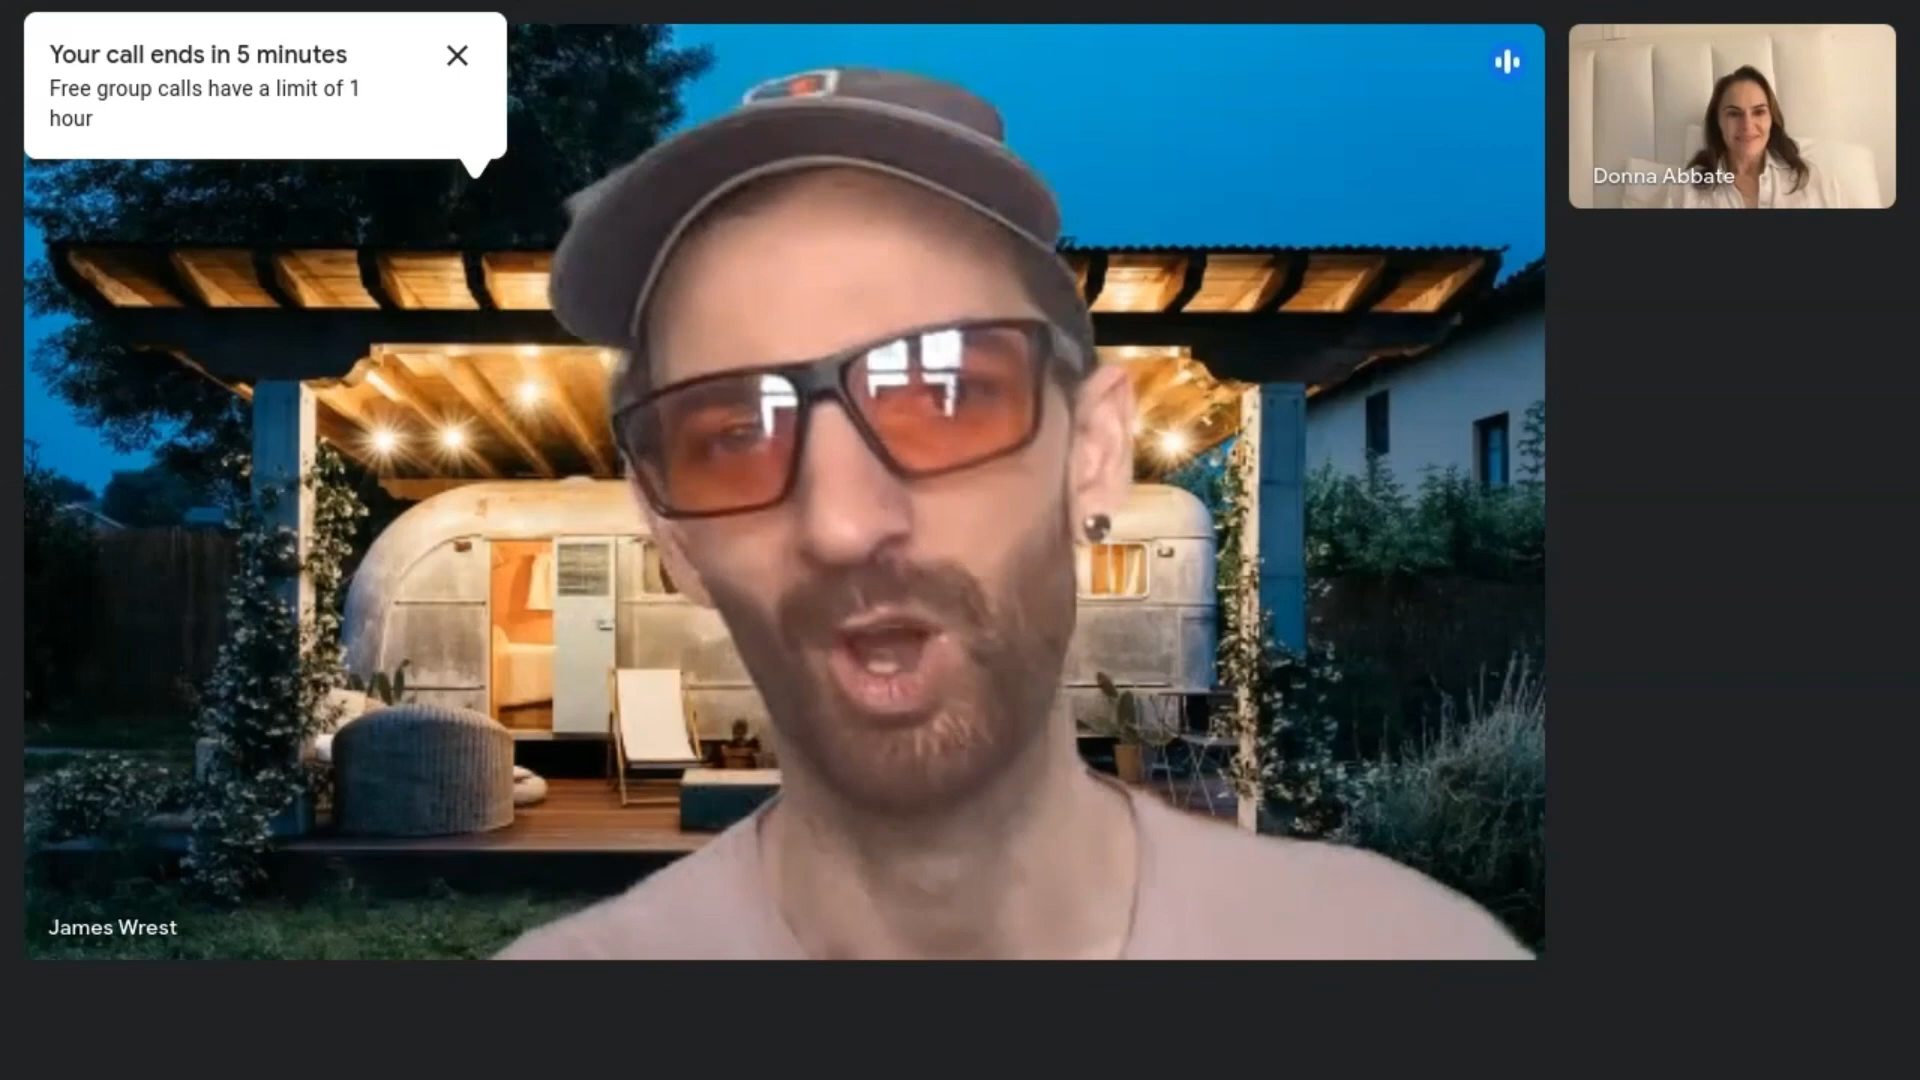 Your call ends in 5 minutes
Free group calls have a limit of 1
hour
Donna Abbate
James Wrest